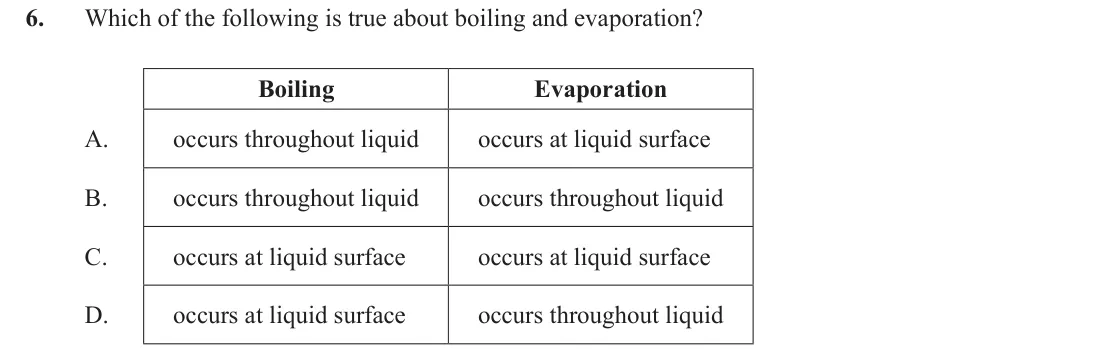 6. Which of the following is true about boiling and evaporation?
Boiling Evaporation
A. occurs throughout liquid occurs at liquid surface
B. occurs throughout liquid occurs throughout liquid
C. occurs at liquid surface occurs at liquid surface
D. occurs at liquid surface occurs throughout liquid